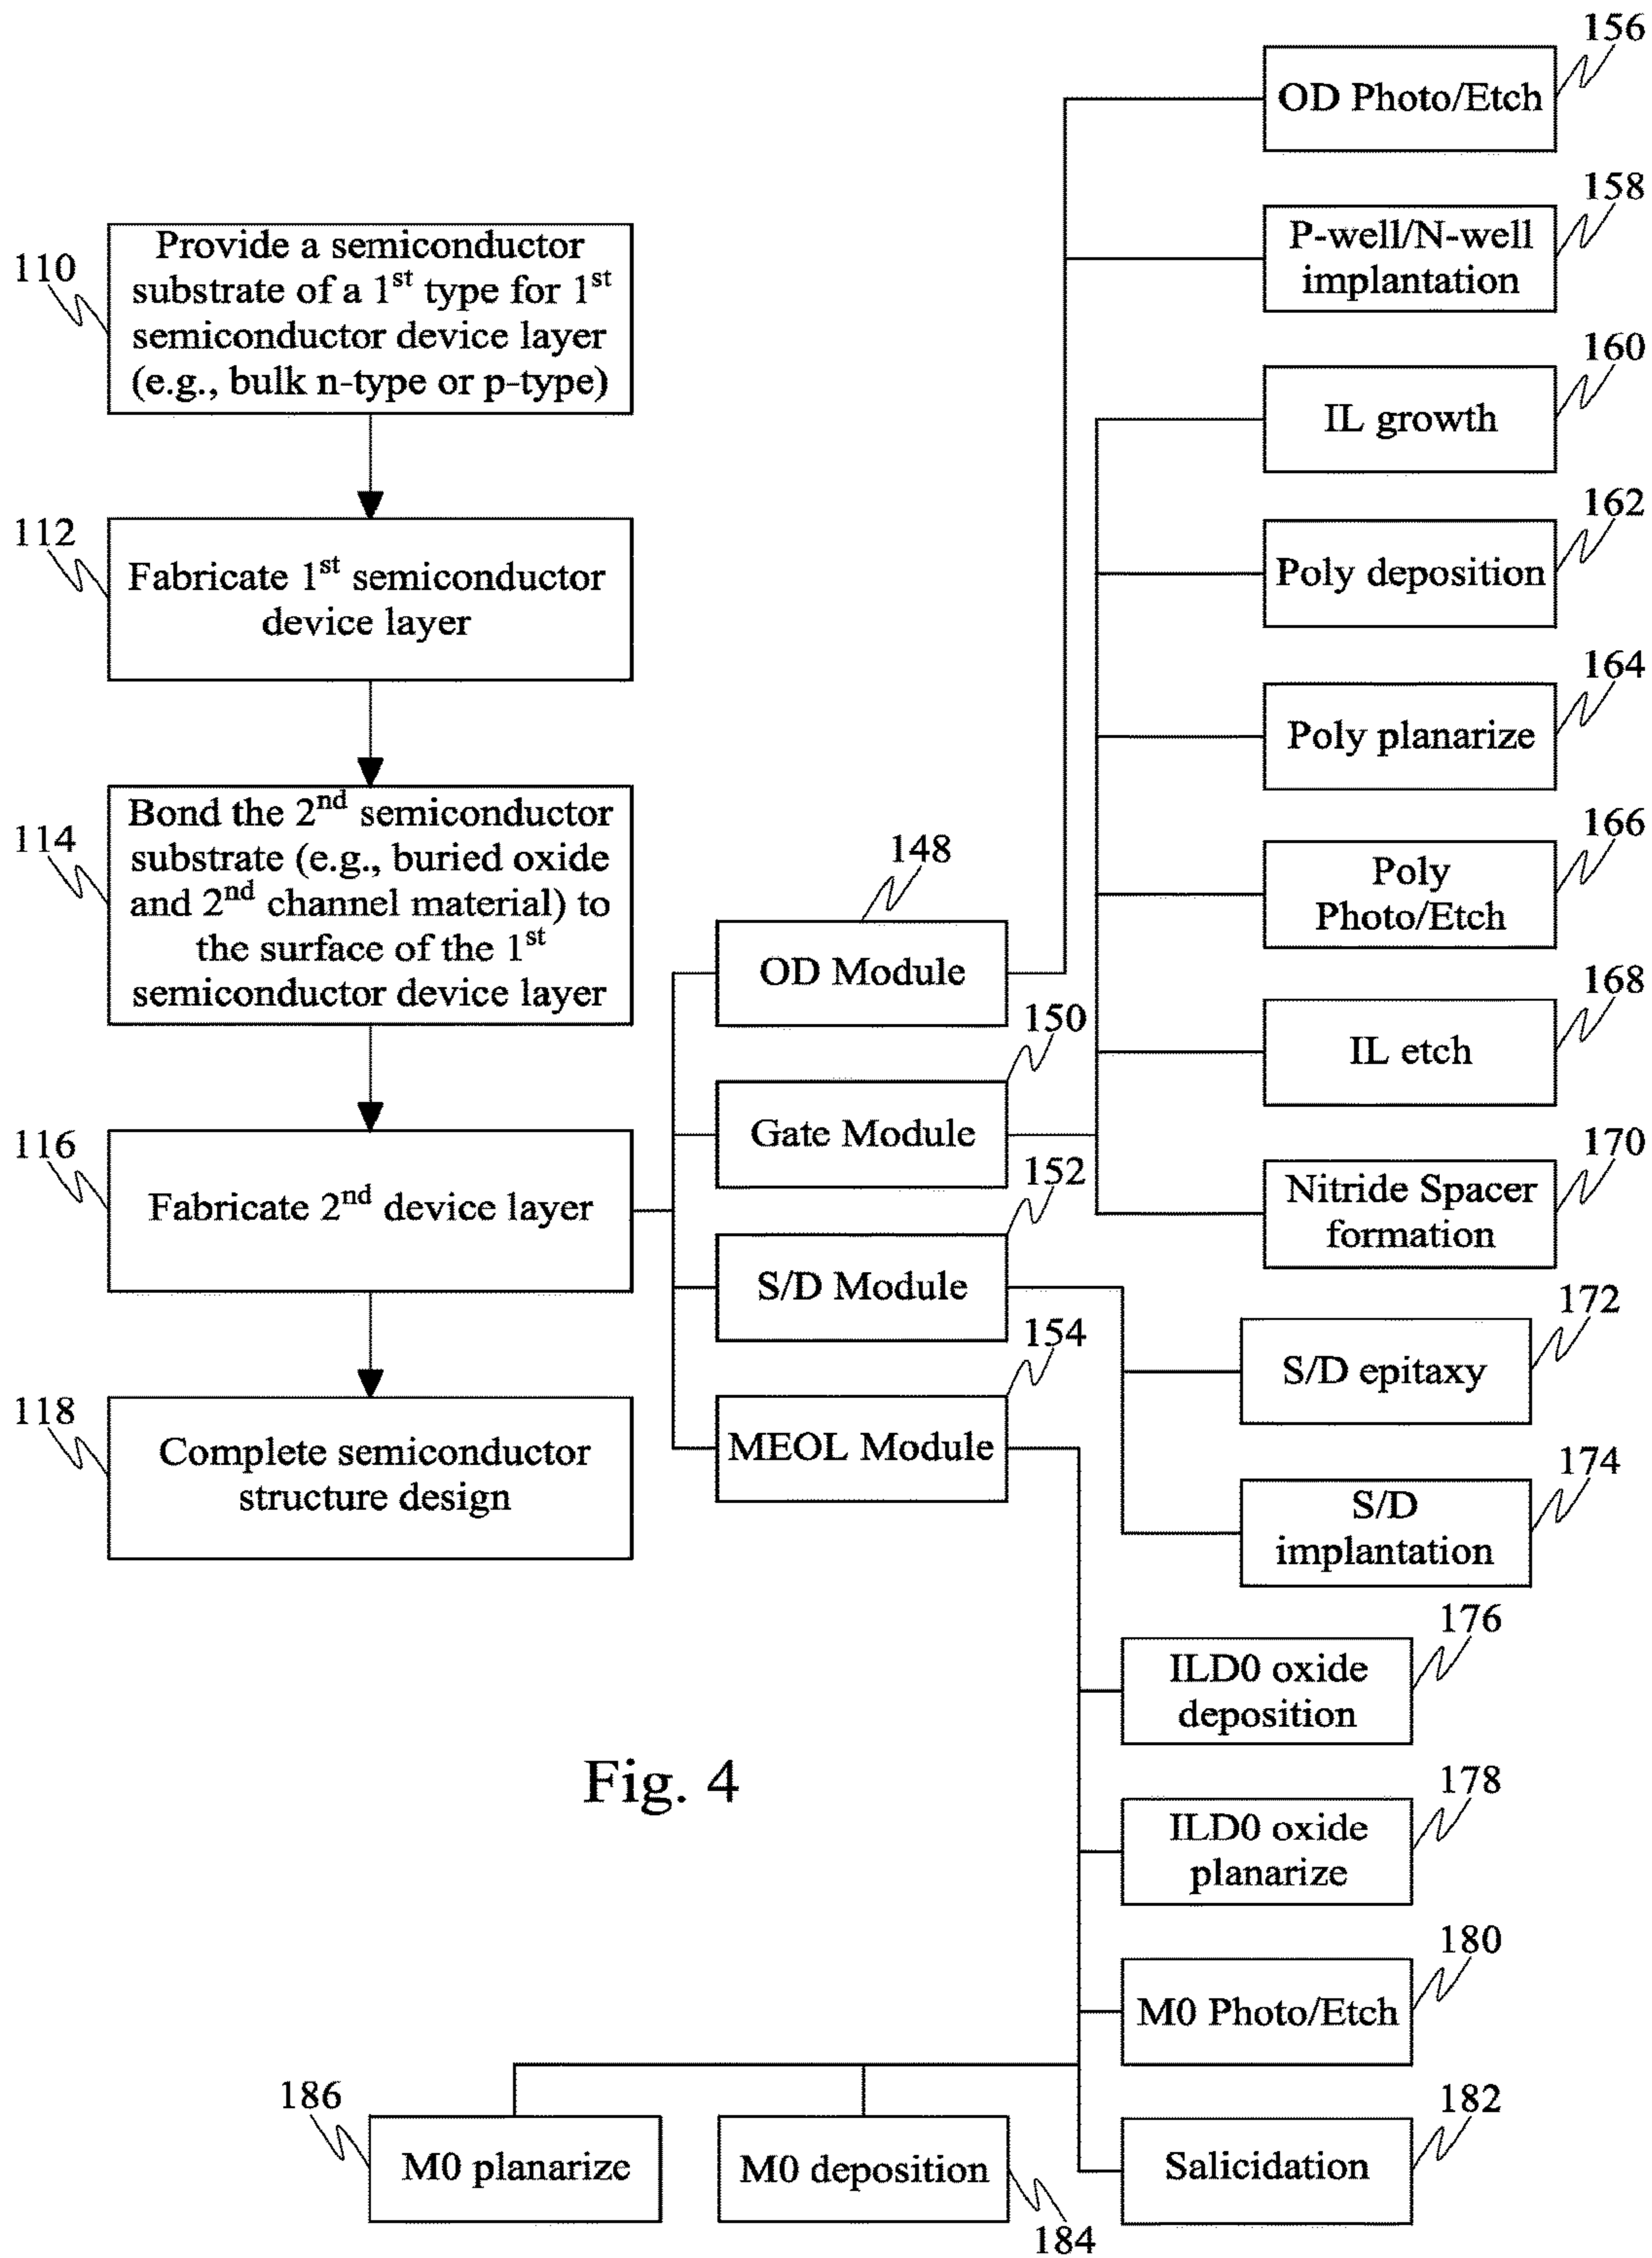 110
Provide a semiconductor
substrate of a 1st type for 1st
semiconductor device layer
(e.g., bulk n-type or p-type)
112
Fabricate 1st semiconductor
device layer
114
Bond the 2nd semiconductor
substrate (e.g., buried oxide
and 2nd channel material) to
the surface of the 1st
semiconductor device layer
116
Fabricate 2nd device layer
118
Complete semiconductor
structure design
148
OD Module
150
Gate Module
152
S/D Module
154
MEOL Module
156
OD Photo/Etch
158
P-well/N-well
implantation
160
IL growth
162
Poly deposition
164
Poly planarize
166
Poly
Photo/Etch
168
IL etch
170
Nitride Spacer
formation
172
S/D epitaxy
174
S/D
implantation
176
ILD0 oxide
deposition
178
ILD0 oxide
planarize
180
M0 Photo/Etch
182
Salicidation
184
M0 deposition
186
M0 planarize
Fig. 4